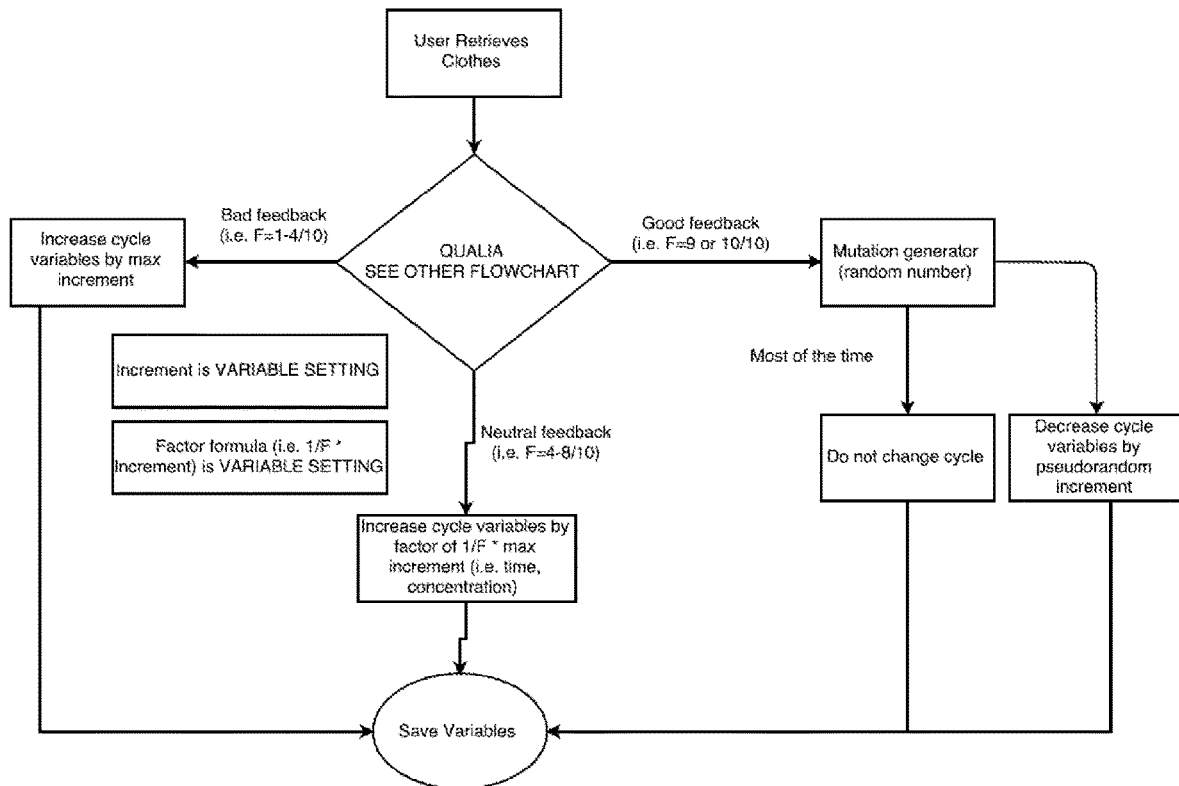 User Retrieves
Clothes
Bad feedback
(i.e. F=1-4/10)
Good feedback
(i.e. F=9 or 10/10)
Increase cycle
variables by max
increment
QUALIA
SEE OTHER FLOWCHART
Mutation generator
(random number)
Increment is VARIABLE SETTING
Most of the time
Factor formula (i.e. 1/F *
Increment) is VARIABLE SETTING
Neutral feedback
(i.e. F=4-8/10)
Do not change cycle
Decrease cycle
variables by
pseudorandom
increment
Increase cycle variables by
factor of 1/F * max
increment (i.e. time,
concentration)
Save Variables